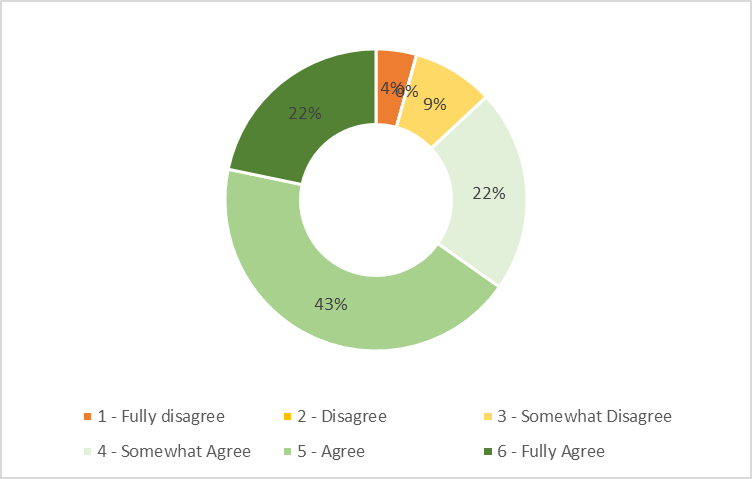 4%
0%
9%
22%
22%
43%
1 - Fully disagree
2 - Disagree
3 - Somewhat Disagree
4 - Somewhat Agree
5 - Agree
6 - Fully Agree